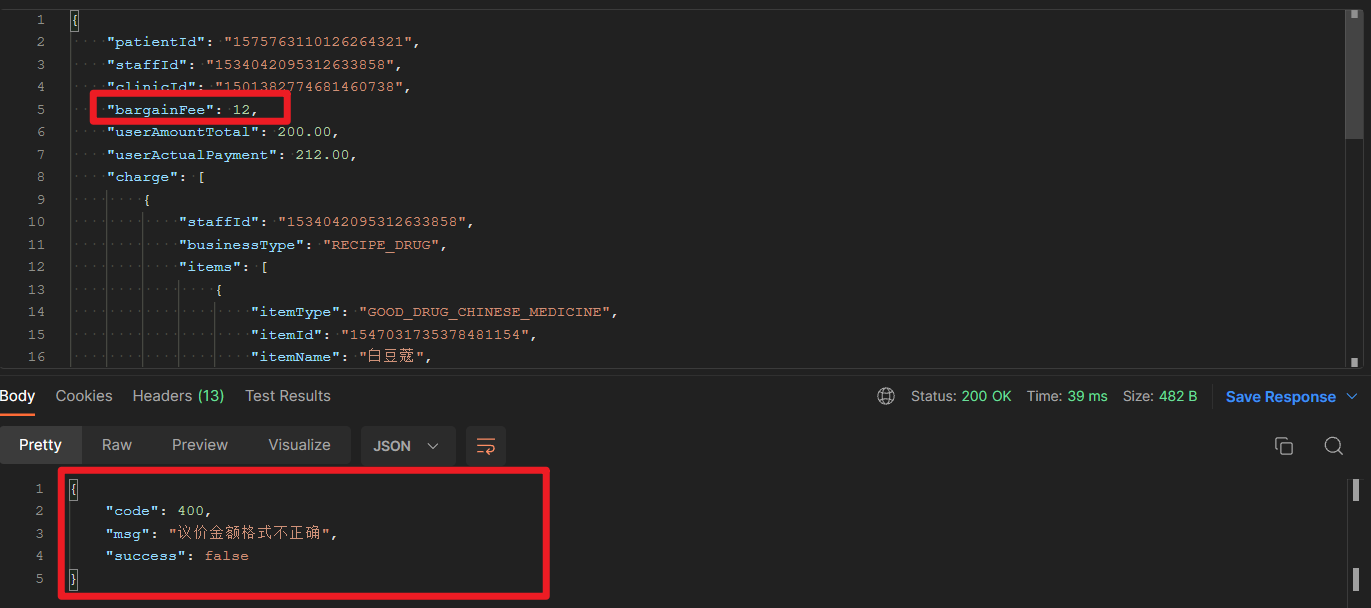 1 {
2 "patientId": "1575763110126264321",
3 "staffId": "1534042095312633858",
4 "clinicId": "1501382774681460738",
5 "bargainFee": 12,
6 "userAmountTotal": 200.00,
7 "userActualPayment": 212.00,
8 "charge": [
9 {
10 "staffId": "1534042095312633858",
11 "businessType": "RECIPE_DRUG",
12 "items": [
13 {
14 "itemType": "GOOD_DRUG_CHINESE_MEDICINE",
15 "itemId": "1547031735378481154",
16 "itemName": "白豆蔻",
Body Cookies Headers (13) Test Results Status: 200 OK Time: 39 ms Size: 482 B Save Response
Pretty Raw Preview Visualize JSON
1 {
2 "code": 400,
3 "msg": "议价金额格式不正确",
4 "success": false
5 }